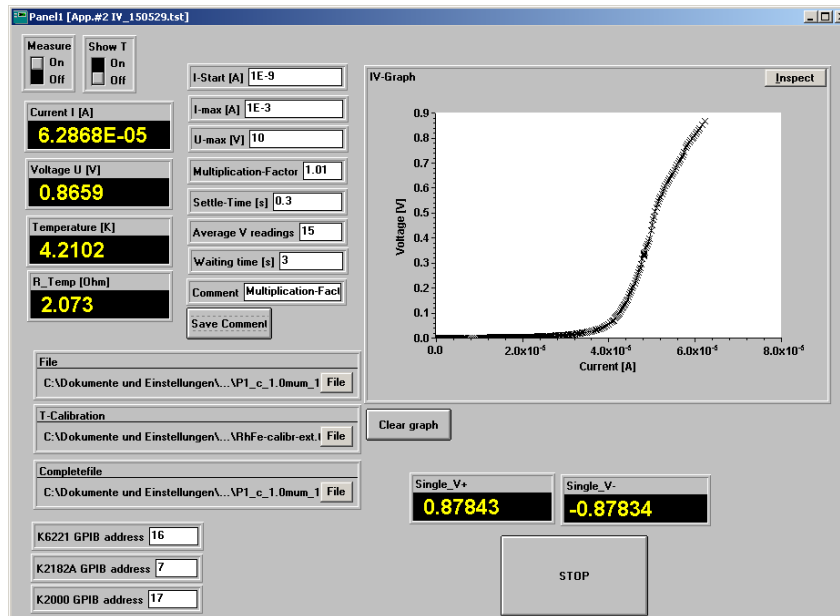 Panel1 [App.#2 IV_150529.tst]
Measure
On
Off
Show T
On
Off
Current I [A]
6.2868E-05
Voltage U [V]
0.8659
Temperature [K]
4.2102
R_Temp [Ohm]
2.073
I-Start [A] 1E-9
I-max [A] 1E-3
U-max [V] 10
Multiplication-Factor 1.01
Settle-Time [s] 0.3
Average V readings 15
Waiting time [s] 3
Comment Multiplication-Fact
Save Comment
IV-Graph
Inspect
Voltage [V]
0.9
0.8
0.7
0.6
0.5
0.4
0.3
0.2
0.1
0.0
0.0 2.0x10⁻⁵ 4.0x10⁻⁵ 6.0x10⁻⁵ 8.0x10⁻⁵
Current [A]
File
C:\Dokumente und Einstellungen\...\P1_c_1.0mum_1 File
T-Calibration
C:\Dokumente und Einstellungen\...\RhFe-calibr-ext. File
Completefile
C:\Dokumente und Einstellungen\...\P1_c_1.0mum_1 File
Clear graph
Single_V+
0.87843
Single_V-
-0.87834
K6221 GPIB address 16
K2182A GPIB address 7
K2000 GPIB address 17
STOP